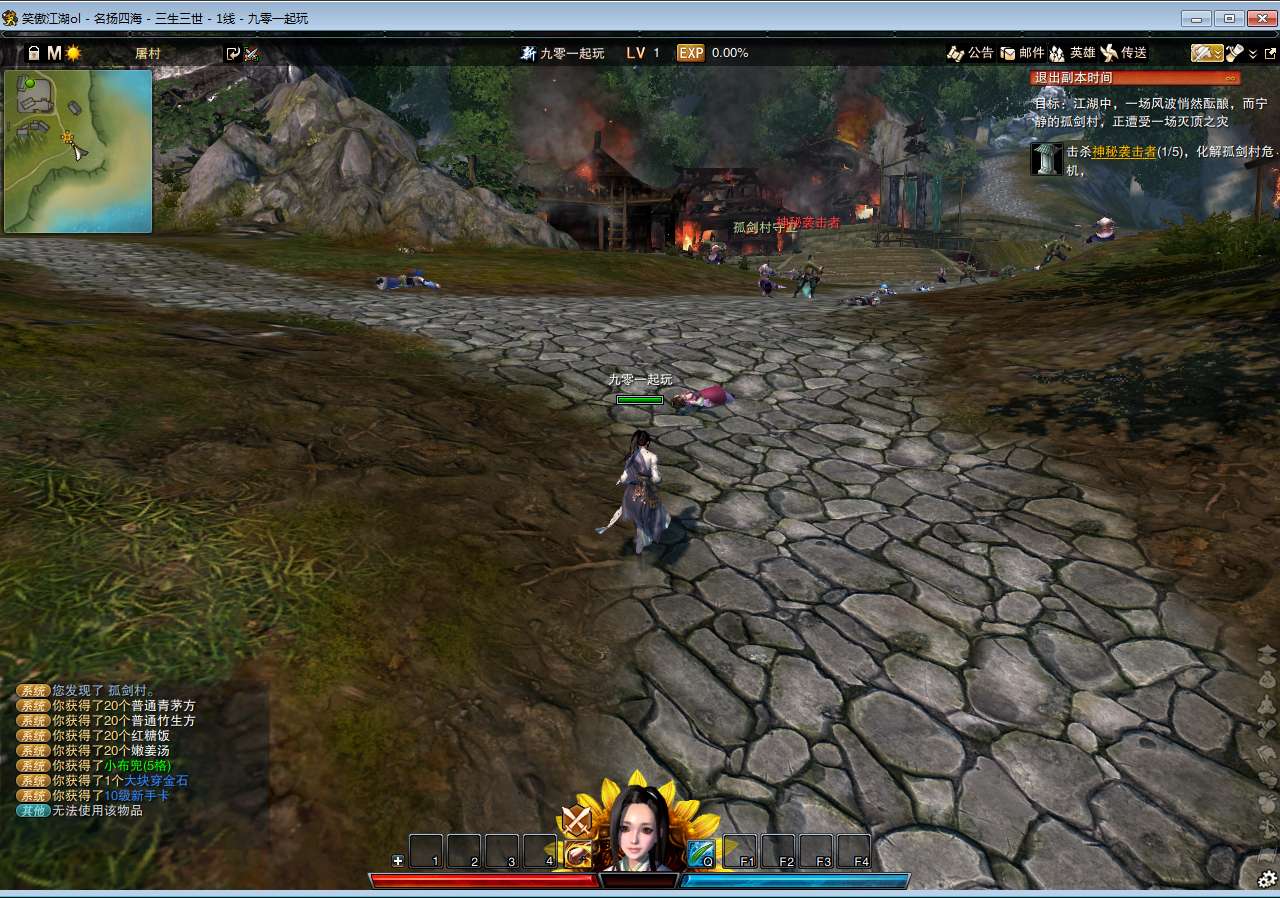 笑傲江湖ol - 名扬四海 - 三生三世 - 1线 - 九零一起玩
M 屠村
新 九零一起玩 LV 1 EXP 0.00%
公告 邮件 英雄 传送
退出副本时间
目标：江湖中，一场风波悄然酝酿，而宁
静的孤剑村，正遭受一场灭顶之灾
击杀神秘袭击者(1/5)，化解孤剑村危
机，
孤剑村守卫
神秘袭击者
九零一起玩
系统 您发现了 孤剑村。
系统 你获得了20个普通青茅方
系统 你获得了20个普通竹生方
系统 你获得了20个红糖饭
系统 你获得了20个嫩姜汤
系统 你获得了小布兜(5格)
系统 你获得了1个大块穿金石
系统 你获得了10级新手卡
其他 无法使用该物品
1 2 3 4 Q F1 F2 F3 F4